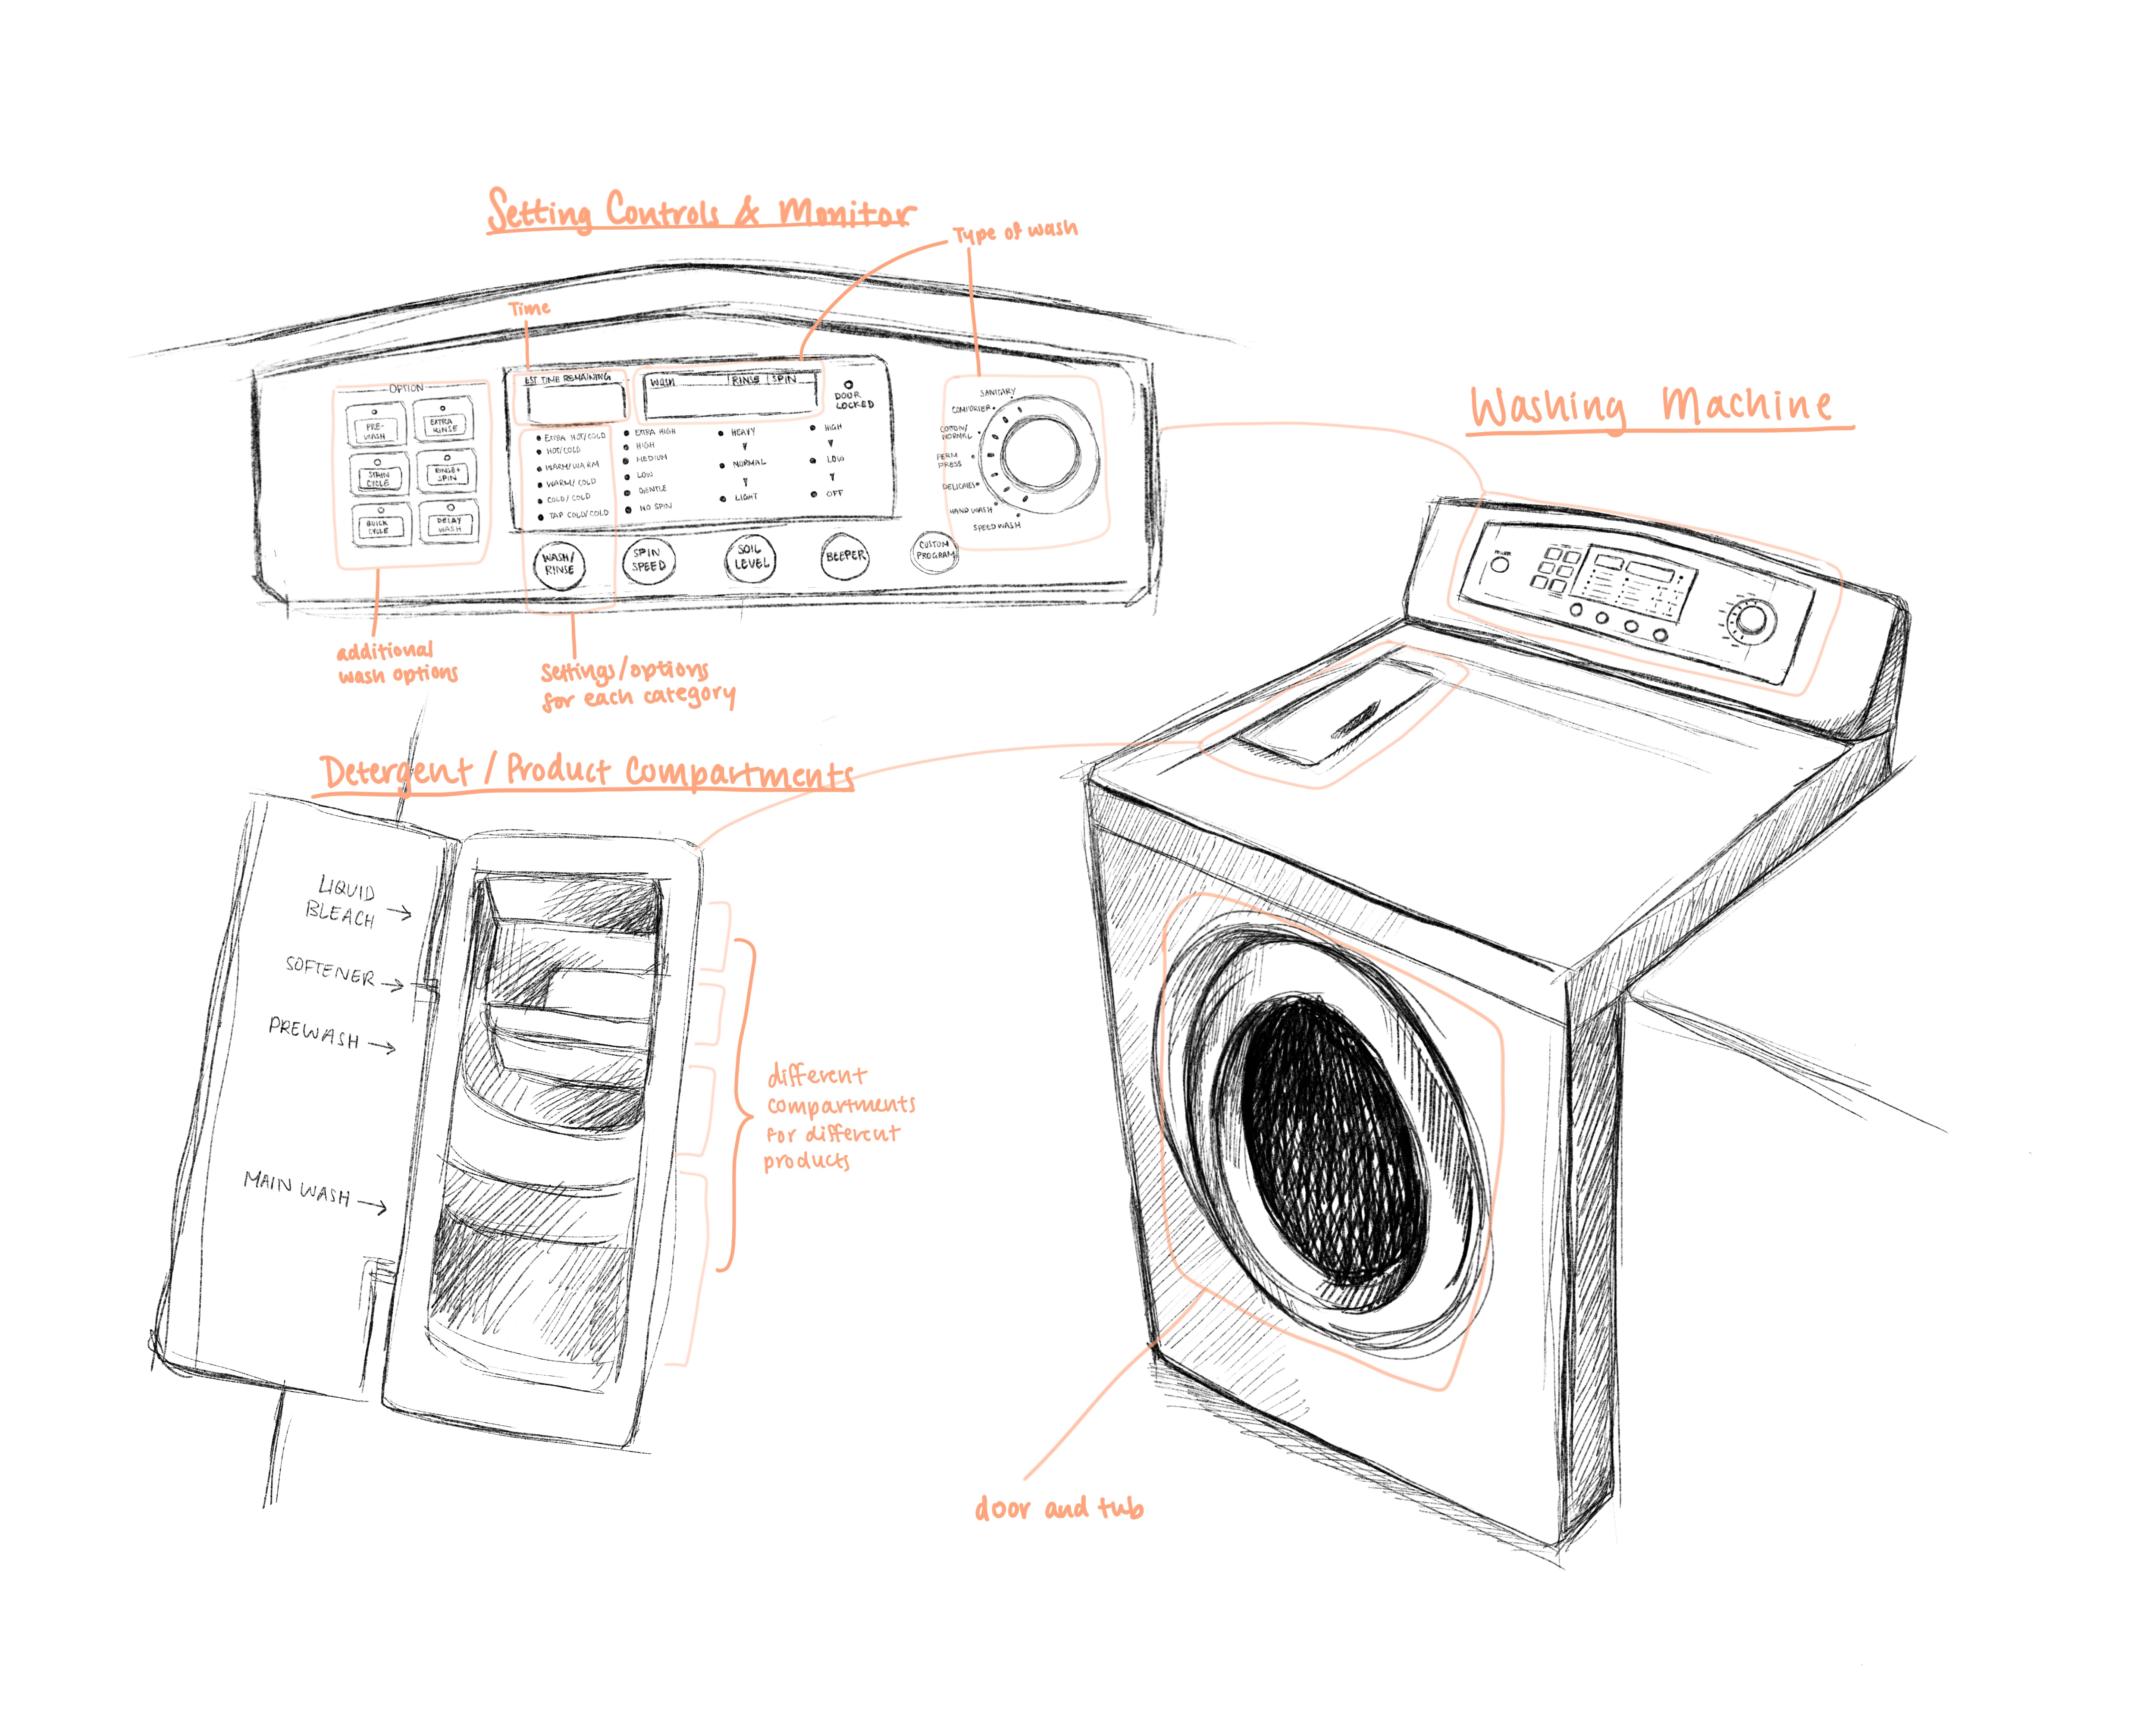 Setting Controls & Monitor
Type of wash
Time
OPTION
PRE-
WASH
EXTRA
RINSE
STAIN
CYCLE
RINSE+
SPIN
QUICK
CYCLE
DELAY
WASH
EST TIME REMAINING
WASH RINSE SPIN
DOOR
LOCKED
EXTRA HOT/COLD
HOT/COLD
WARM/WARM
WARM/COLD
COLD/COLD
TAP COLD/COLD
EXTRA HIGH
HIGH
MEDIUM
LOW
GENTLE
NO SPIN
HEAVY
NORMAL
LIGHT
HIGH
LOW
OFF
WASH/
RINSE
SPIN
SPEED
SOIL
LEVEL
BEEPER
CUSTOM
PROGRAM
SANITARY
COMFORTER
COTTON/
NORMAL
PERM
PRESS
DELICATES
HAND WASH
SPEED WASH
additional
wash options
Settings/options
for each category
Washing Machine
Detergent / Product Compartments
LIQUID
BLEACH →
SOFTENER →
PREWASH →
MAIN WASH →
different
compartments
for different
products
door and tub